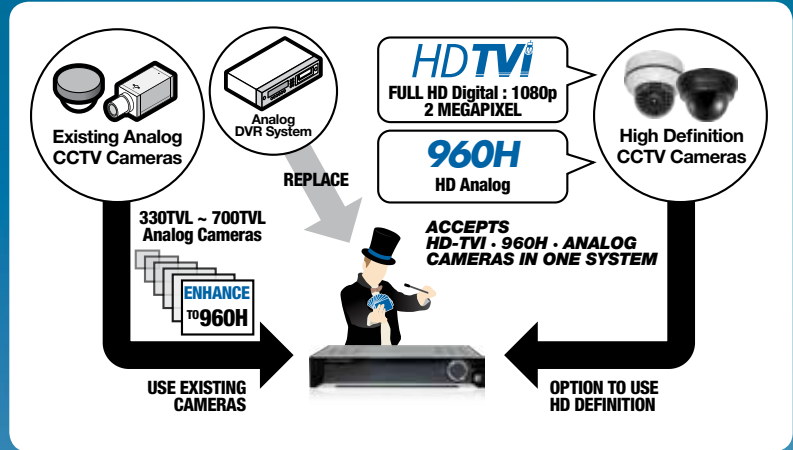 Existing Analog
CCTV Cameras
Analog
DVR System
HDTVi
FULL HD Digital : 1080p
2 MEGAPIXEL
960H
HD Analog
High Definition
CCTV Cameras
REPLACE
330TVL ~ 700TVL
Analog Cameras
ENHANCE
TO960H
ACCEPTS
HD-TVI · 960H · ANALOG
CAMERAS IN ONE SYSTEM
USE EXISTING
CAMERAS
OPTION TO USE
HD DEFINITION